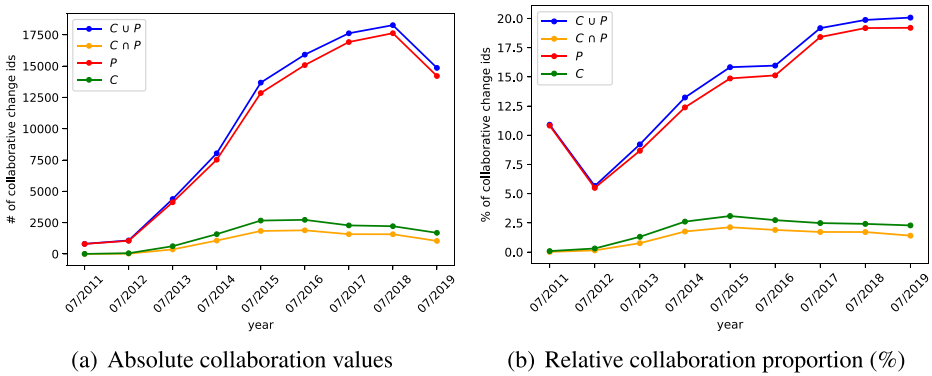 # of collaborative change ids
17500
15000
12500
10000
7500
5000
2500
0
C ∪ P
C ∩ P
P
C
07/2011
07/2012
07/2013
07/2014
07/2015
07/2016
07/2017
07/2018
07/2019
year
(a) Absolute collaboration values
% of collaborative change ids
20.0
17.5
15.0
12.5
10.0
7.5
5.0
2.5
0.0
C ∪ P
C ∩ P
P
C
07/2011
07/2012
07/2013
07/2014
07/2015
07/2016
07/2017
07/2018
07/2019
year
(b) Relative collaboration proportion (%)